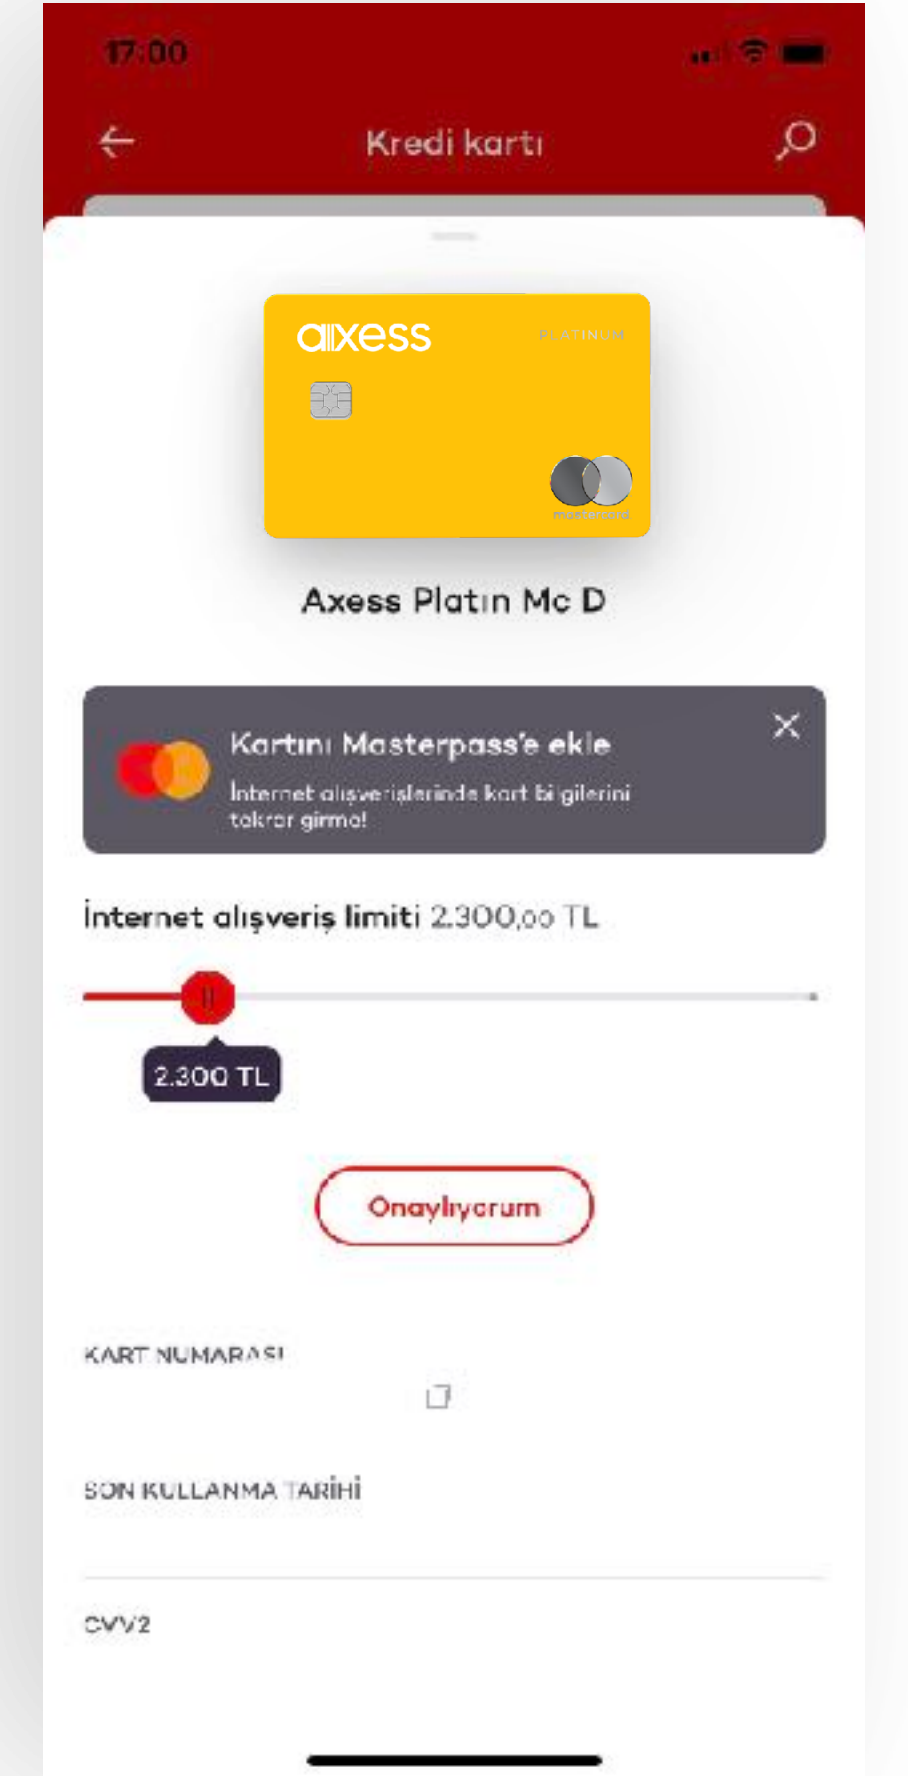 17:00
Kredi kartı
axess
PLATINUM
mastercard
Axess Platın Mc D
Kartını Masterpass'e ekle
İnternet alışverişlerinde kart bilgilerini
tekrar girme!
İnternet alışveriş limiti 2.300,00 TL
2.300 TL
Onaylıyorum
KART NUMARASI
SON KULLANMA TARİHİ
CVV2